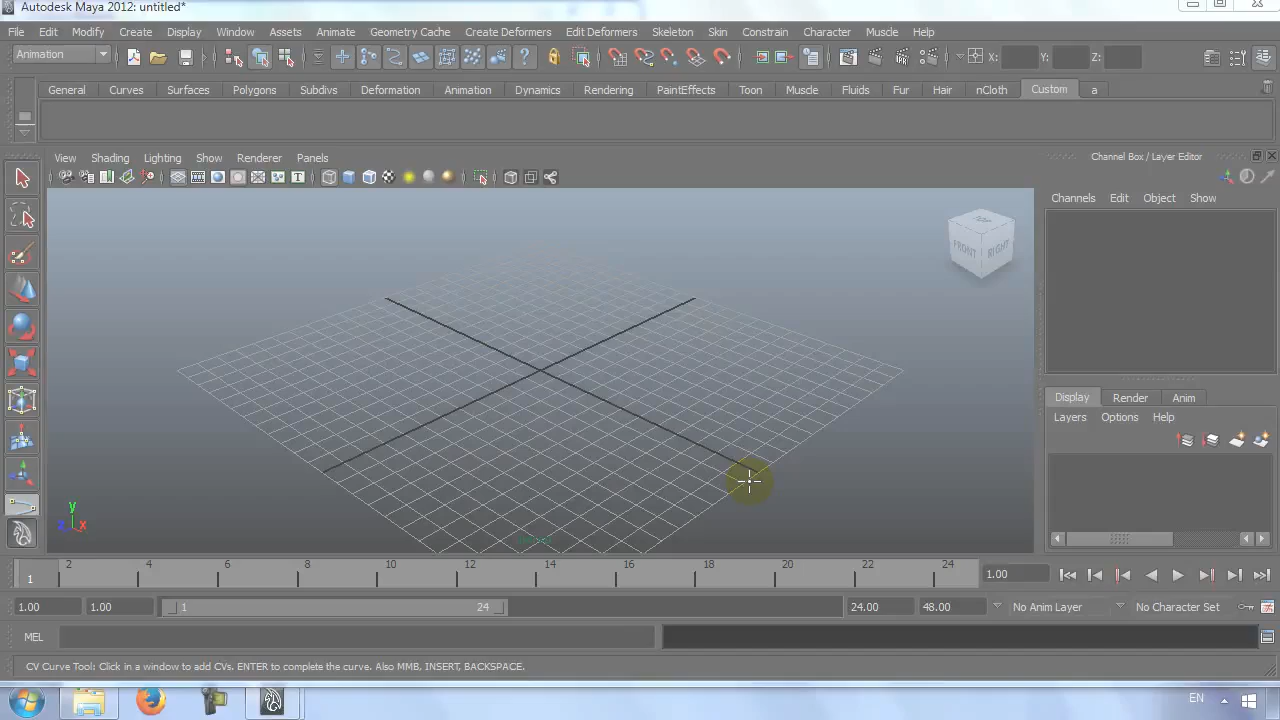 Autodesk Maya 2012: untitled*
File Edit Modify Create Display Window Assets Animate Geometry Cache Create Deformers Edit Deformers Skeleton Skin Constrain Character Muscle Help
Animation X: Y: Z:
General Curves Surfaces Polygons Subdivs Deformation Animation Dynamics Rendering PaintEffects Toon Muscle Fluids Fur Hair nCloth Custom a
View Shading Lighting Show Renderer Panels
Channel Box / Layer Editor
Channels Edit Object Show
TOP
FRONT RIGHT
Display Render Anim
Layers Options Help
y
x
2 4 6 8 10 12 14 16 18 20 22 24
1 1.00
1.00 1.00 1 24 24.00 48.00 No Anim Layer No Character Set
MEL
CV Curve Tool: Click in a window to add CVs. ENTER to complete the curve. Also MMB, INSERT, BACKSPACE.
EN